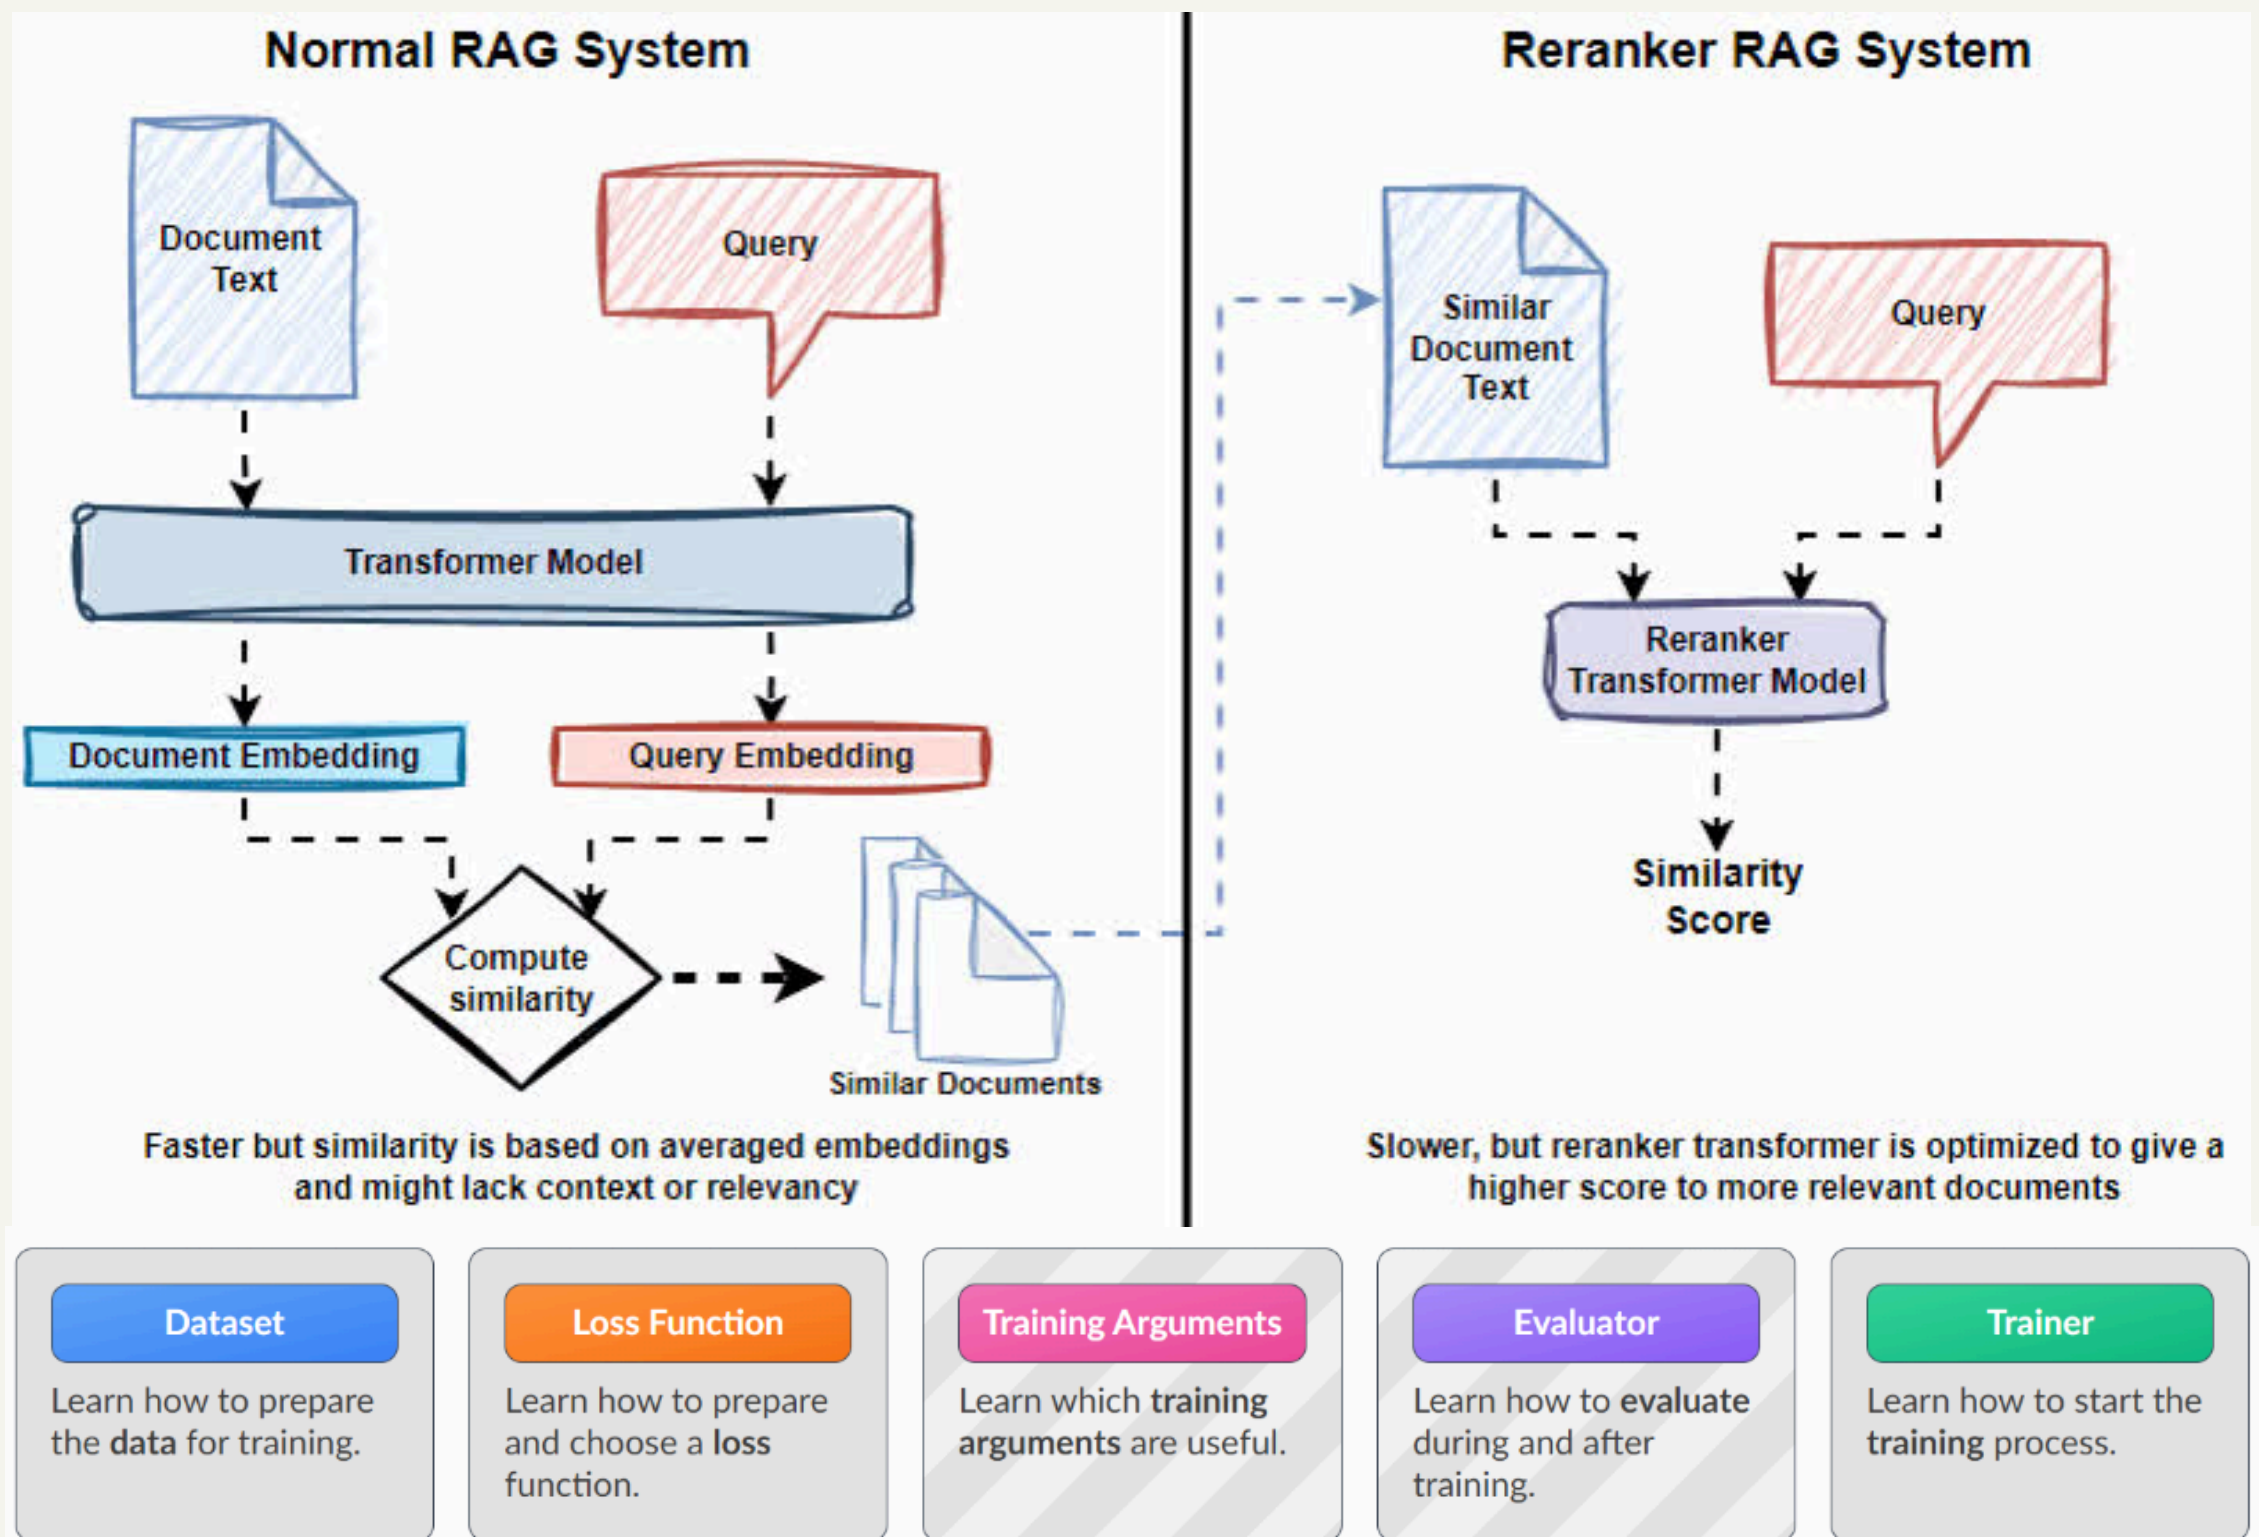 Normal RAG System
Document
Text
Query
Transformer Model
Document Embedding
Query Embedding
Compute
similarity
Similar Documents
Faster but similarity is based on averaged embeddings
and might lack context or relevancy
Reranker RAG System
Similar
Document
Text
Query
Reranker
Transformer Model
Similarity
Score
Slower, but reranker transformer is optimized to give a
higher score to more relevant documents
Dataset
Learn how to prepare
the data for training.
Loss Function
Learn how to prepare
and choose a loss
function.
Training Arguments
Learn which training
arguments are useful.
Evaluator
Learn how to evaluate
during and after
training.
Trainer
Learn how to start the
training process.